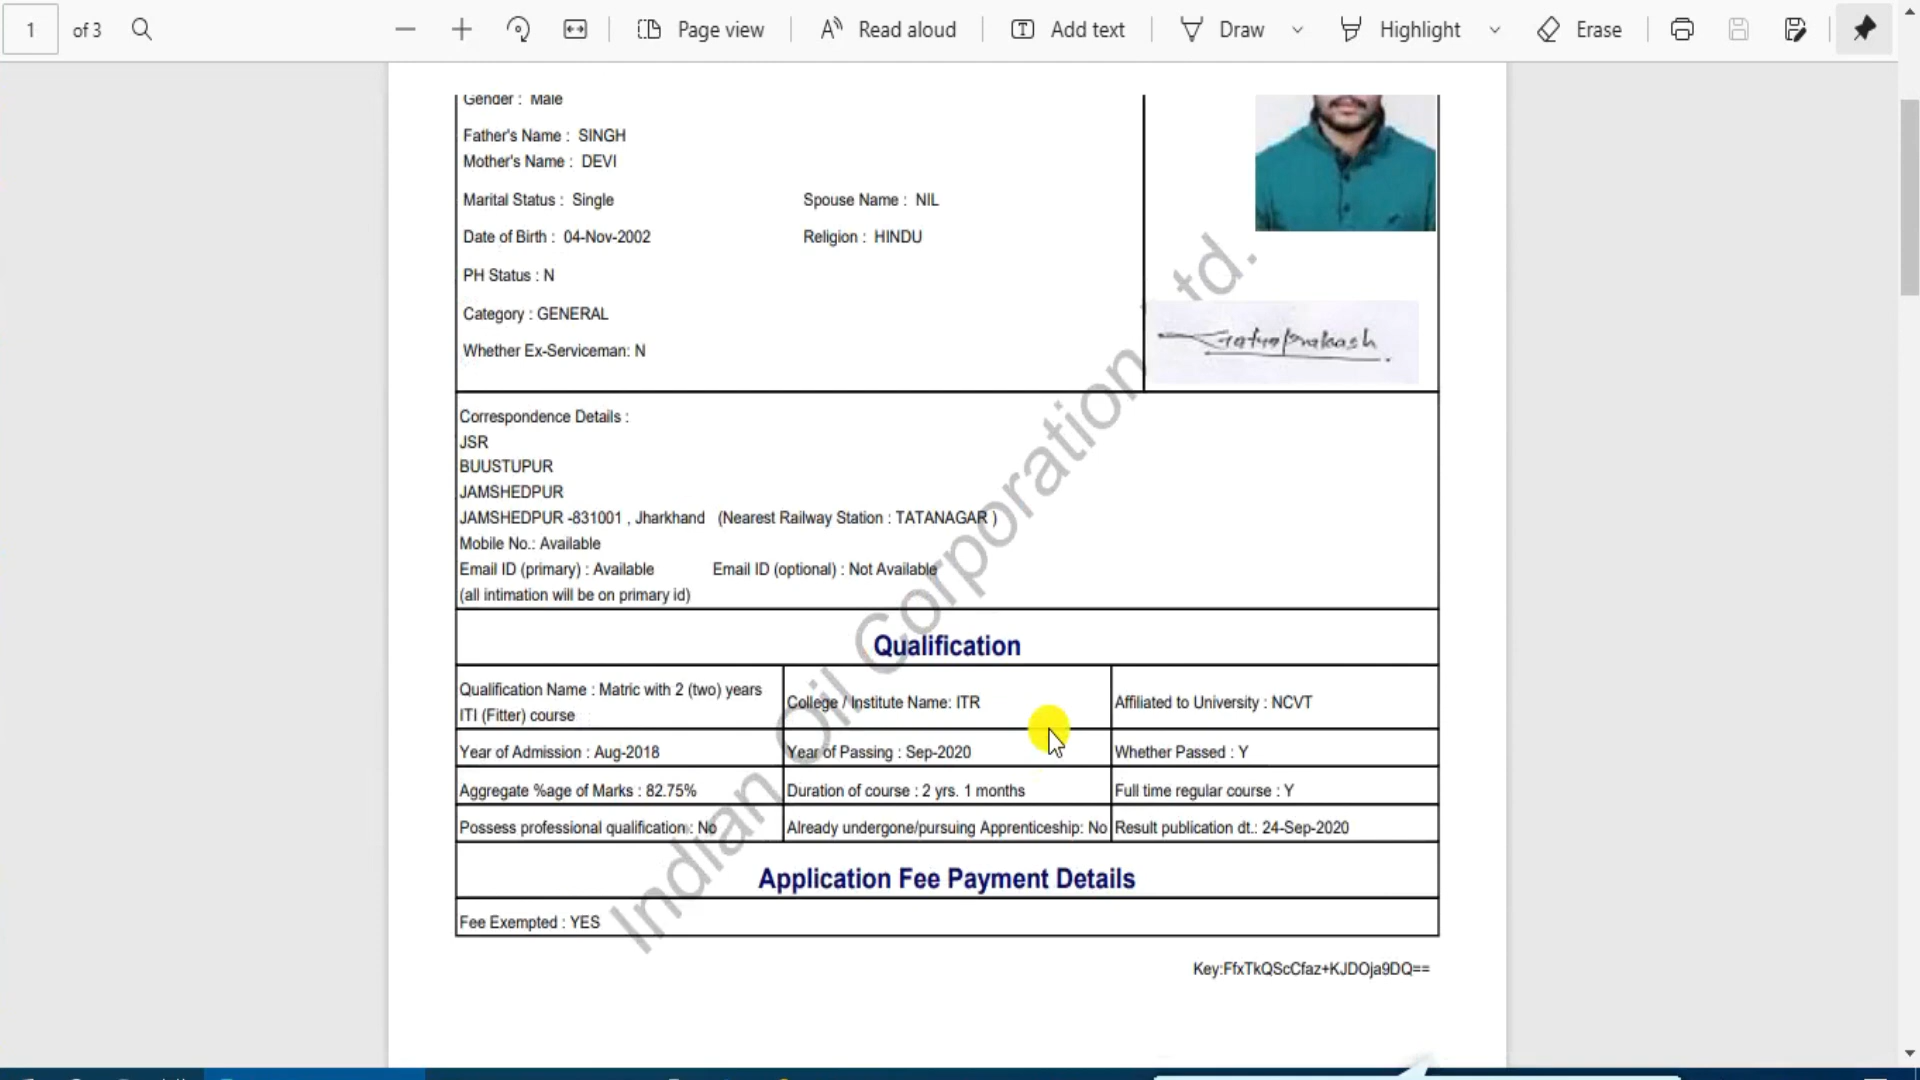 1 of 3 Page view Read aloud Add text Draw Highlight Erase
Gender : Male
Father's Name : SINGH
Mother's Name : DEVI
Marital Status : Single Spouse Name : NIL
Date of Birth : 04-Nov-2002 Religion : HINDU
PH Status : N
Category : GENERAL
Whether Ex-Serviceman: N
Correspondence Details :
JSR
BUUSTUPUR
JAMSHEDPUR
JAMSHEDPUR -831001 , Jharkhand (Nearest Railway Station : TATANAGAR )
Mobile No.: Available
Email ID (primary) : Available Email ID (optional) : Not Available
(all intimation will be on primary id)
Qualification
Qualification Name : Matric with 2 (two) years
ITI (Fitter) course
College / Institute Name: ITR
Affiliated to University : NCVT
Year of Admission : Aug-2018 Year of Passing : Sep-2020 Whether Passed : Y
Aggregate %age of Marks : 82.75% Duration of course : 2 yrs. 1 months Full time regular course : Y
Possess professional qualification : No Already undergone/pursuing Apprenticeship: No Result publication dt.: 24-Sep-2020
Application Fee Payment Details
Fee Exempted : YES
Key:FfxTkQScCfaz+KJDOja9DQ==
Indian Oil Corporation Ltd.